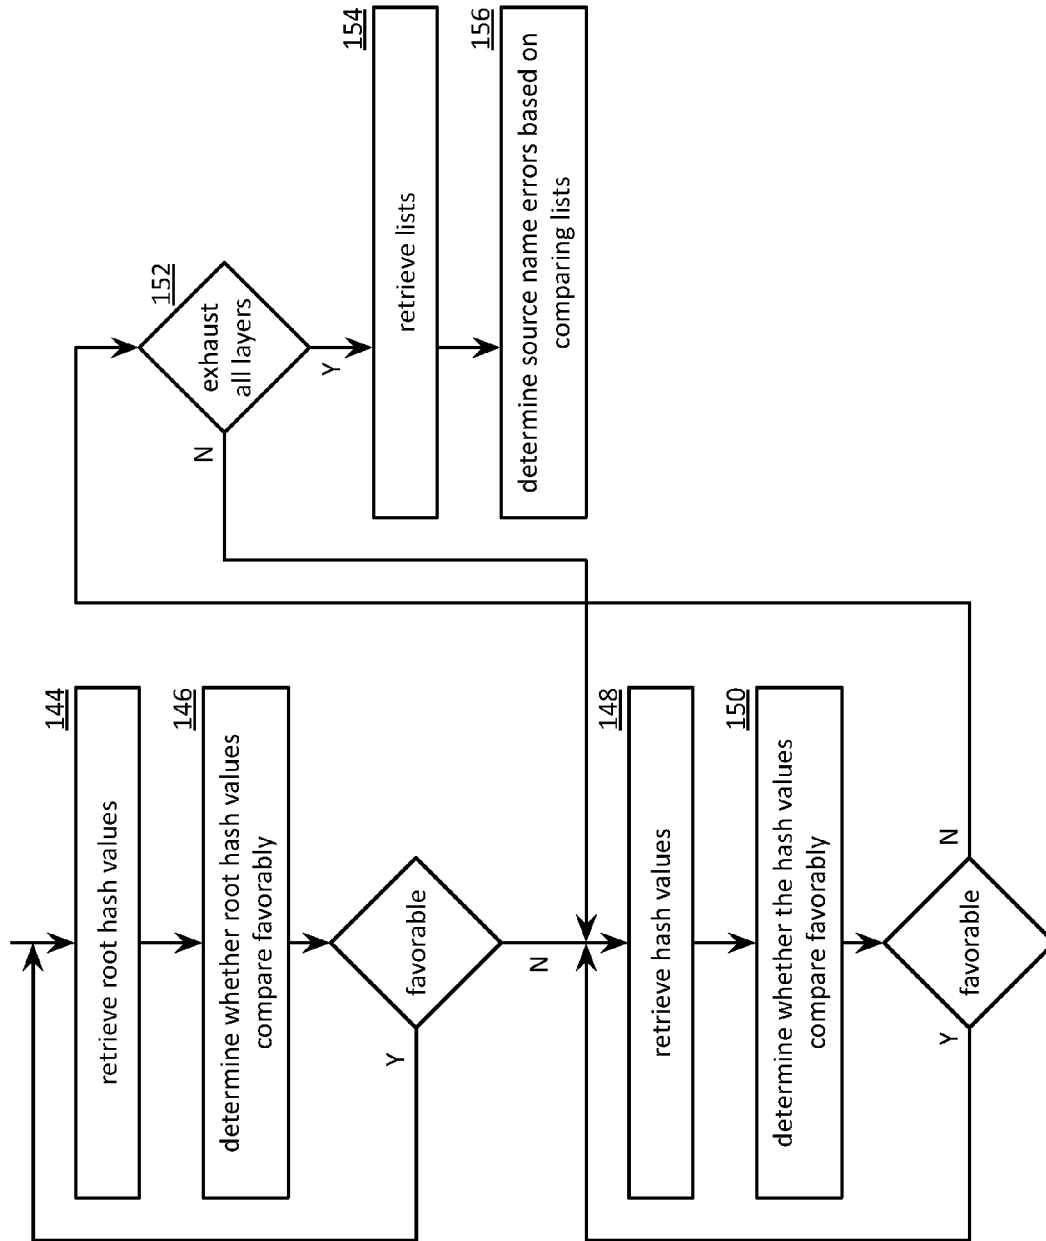 144
retrieve root hash values
146
determine whether root hash values
compare favorably
favorable
Y
N
148
retrieve hash values
150
determine whether the hash values
compare favorably
favorable
Y
N
152
exhaust
all layers
N
Y
154
retrieve lists
156
determine source name errors based on
comparing lists